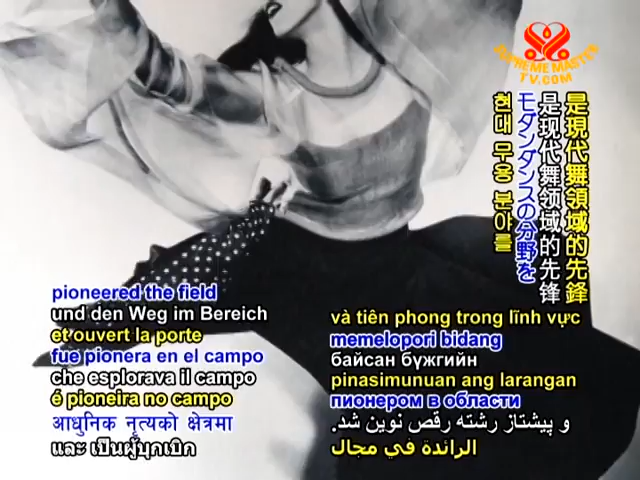 SUPREME MASTER
TV.COM
是現代舞領域的先鋒
是现代舞领域的先锋
モダンダンスの分野を
현대 무용 분야를
pioneered the field
und den Weg im Bereich
et ouvert la porte
fue pionera en el campo
che esplorava il campo
é pioneira no campo
आधुनिक नृत्यको क्षेत्रमा
และ เป็นผู้บุกเบิก
và tiên phong trong lĩnh vực
memelopori bidang
байсан бүжгийн
pinasimunuan ang larangan
пионером в области
و پیشتاز رشته رقص نوین شد.
الرائدة في مجال